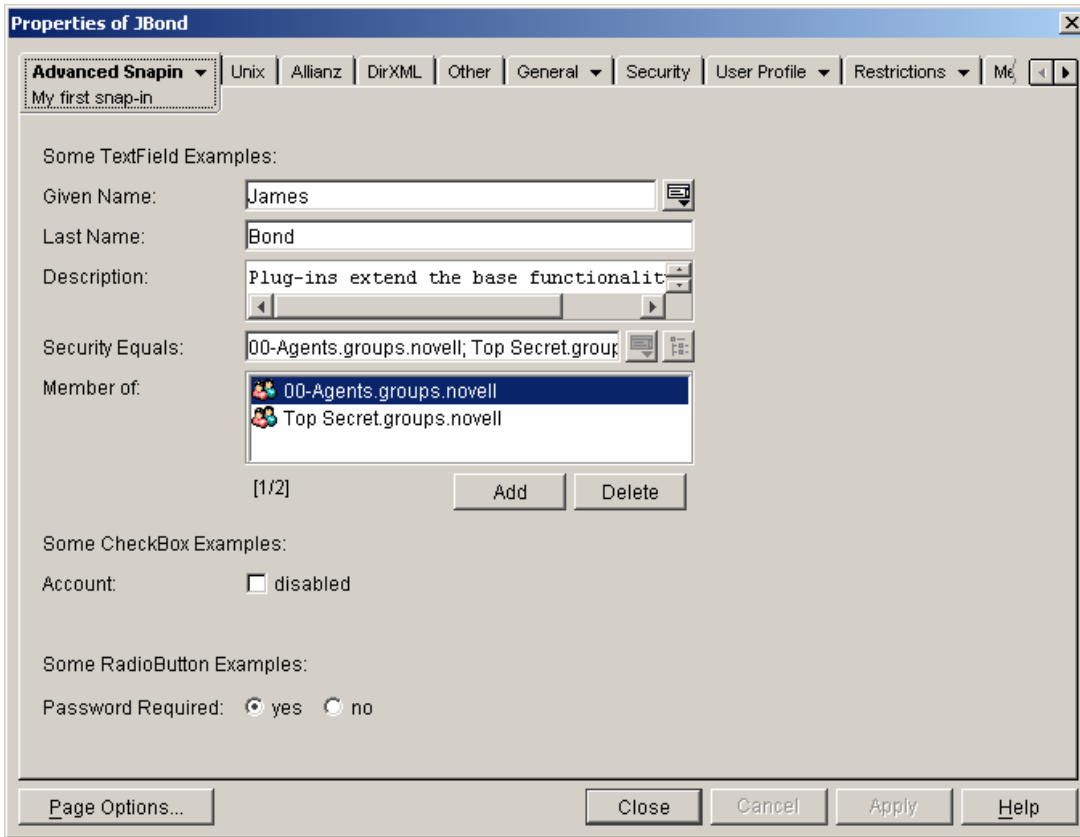 Properties of JBond
Advanced Snapin Unix Allianz DirXML Other General Security User Profile Restrictions
My first snap-in
Some TextField Examples:
Given Name: James
Last Name: Bond
Description: Plug-ins extend the base functionalit
Security Equals: 00-Agents.groups.novell; Top Secret.group
Member of: 00-Agents.groups.novell
Top Secret.groups.novell
[1/2] Add Delete
Some CheckBox Examples:
Account: disabled
Some RadioButton Examples:
Password Required: yes no
Page Options... Close Cancel Apply Help